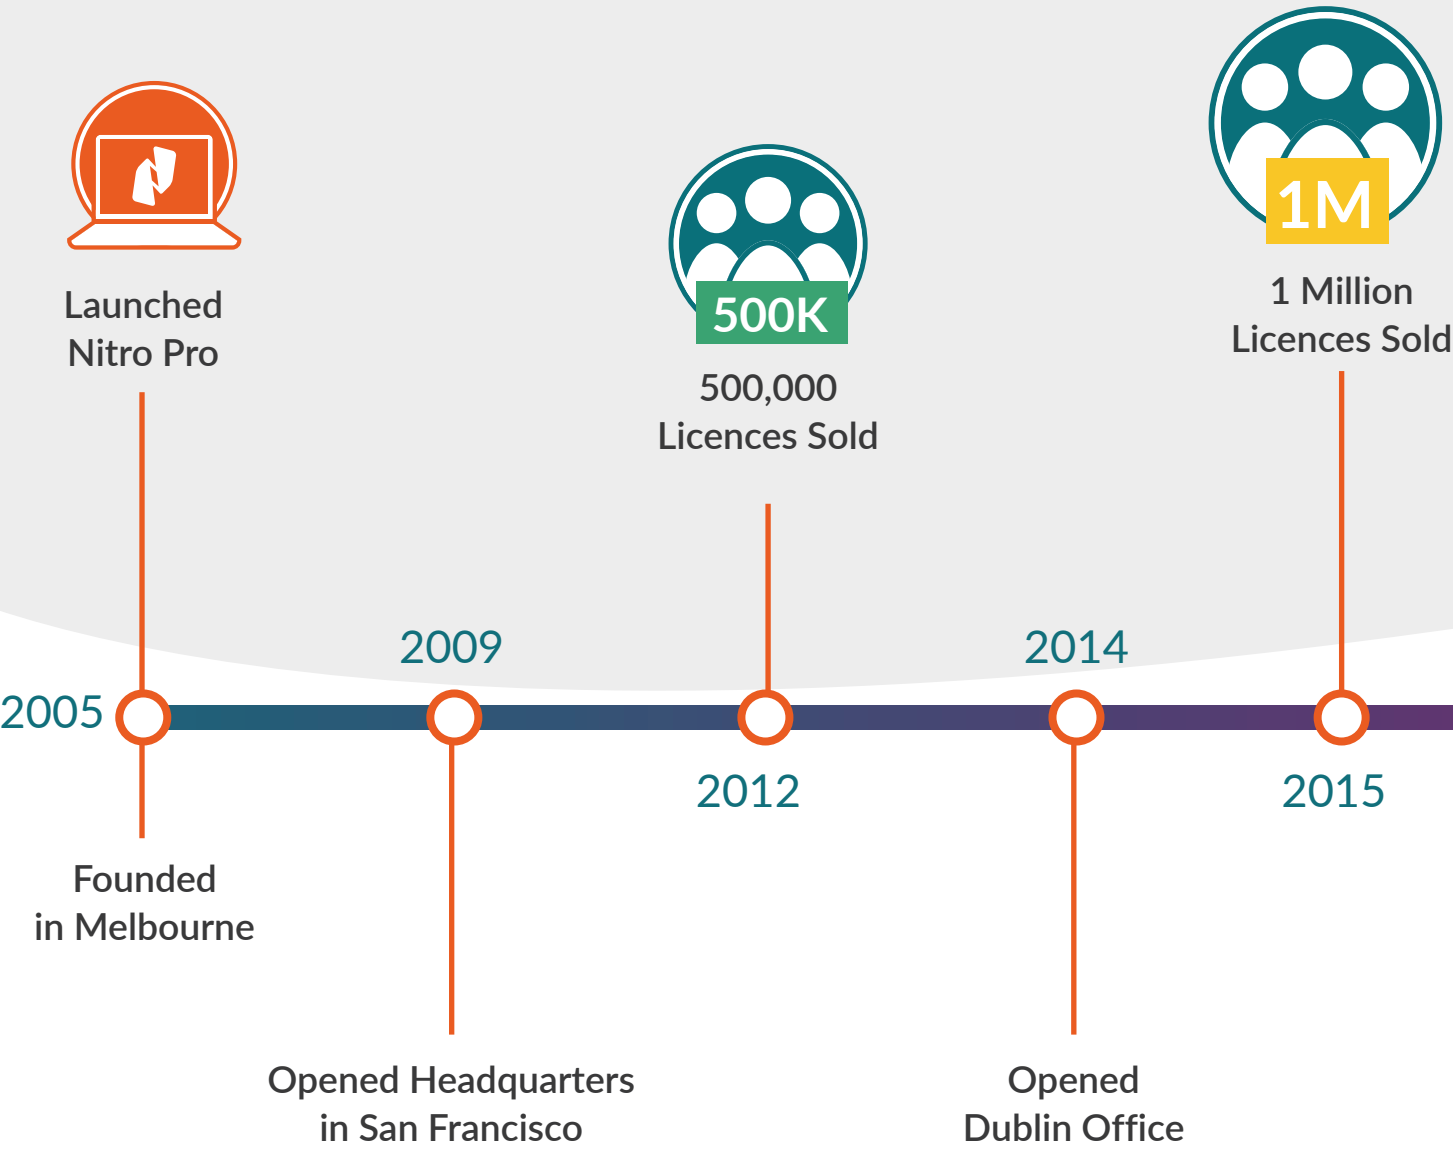 Launched
Nitro Pro
500K
500,000
Licences Sold
1M
1 Million
Licences Sold
2005
2009
2012
2014
2015
Founded
in Melbourne
Opened Headquarters
in San Francisco
Opened
Dublin Office